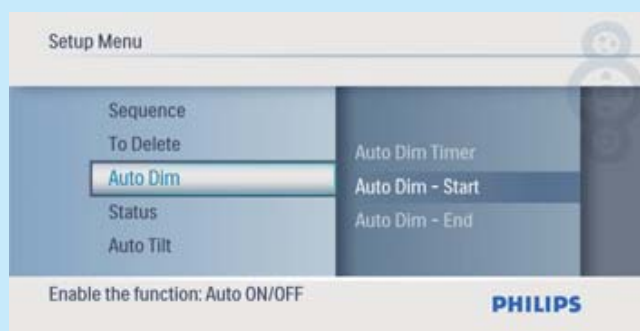 Setup Menu
Sequence
To Delete
Auto Dim
Status
Auto Tilt
Auto Dim Timer
Auto Dim - Start
Auto Dim - End
Enable the function: Auto ON/OFF
PHILIPS